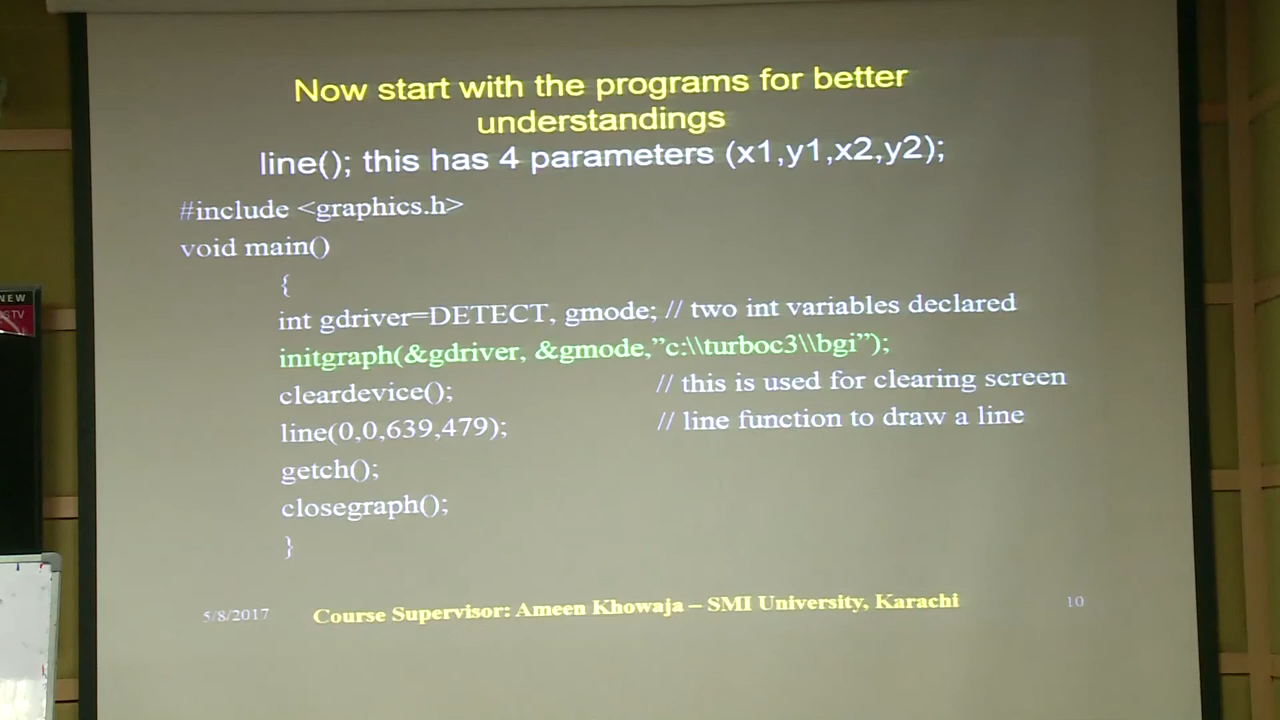 Now start with the programs for better
understandings
line(); this has 4 parameters (x1,y1,x2,y2);
#include <graphics.h>
void main()
{
int gdriver=DETECT, gmode; // two int variables declared
initgraph(&gdriver, &gmode,”c:\\turboc3\\bgi”);
cleardevice(); // this is used for clearing screen
line(0,0,639,479); // line function to draw a line
getch();
closegraph();
}
5/8/2017 Course Supervisor: Ameen Khowaja – SMI University, Karachi 10
NEW